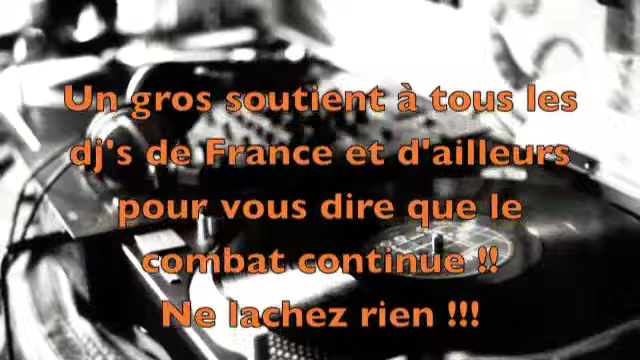 Un gros soutient à tous les
dj's de France et d'ailleurs
pour vous dire que le
combat continue !!
Ne lachez rien !!!